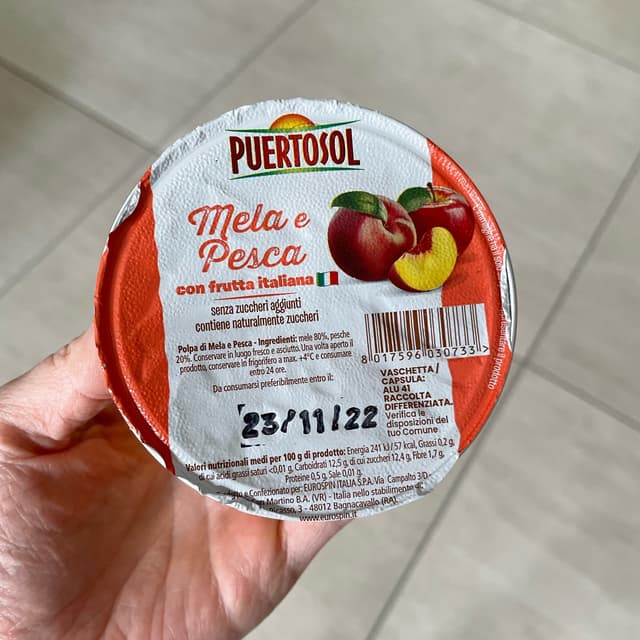 PUERTOSOL
Mela e
Pesca
con frutta italiana
senza zuccheri aggiunti
contiene naturalmente zuccheri
Polpa di Mela e Pesca - Ingredienti: mele 80%, pesche
20%. Conservare in luogo fresco e asciutto. Una volta aperto il
prodotto, conservare in frigorifero a max. +4°C e consumare
entro 24 ore.
Da consumarsi preferibilmente entro il:
23/11/22
8 017596 030733 >
VASCHETTA/
CAPSULA:
ALU 41
RACCOLTA
DIFFERENZIATA.
Verifica le
disposizioni del
tuo Comune
Valori nutrizionali medi per 100 g di prodotto: Energia 241 kJ/57 kcal, Grassi 0,2 g,
di cui acidi grassi saturi <0,01 g, Carboidrati 12,5 g, di cui zuccheri 12,4 g, Fibre 1,7 g,
Proteine 0,5 g, Sale 0,01 g.
e Confezionato per: EUROSPIN ITALIA S.P.A. Via Campalto 3/D
Martino B.A. (VR) - Italia nello stabilimento di
Picasso, 3 - 48012 Bagnacavallo (RA).
www.eurospin.it
il prodotto